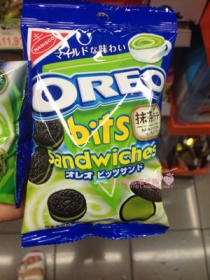 NABISCO
マイルドな味わい
OREO
bits
sandwiches
抹茶
オレオ ビッツサンド